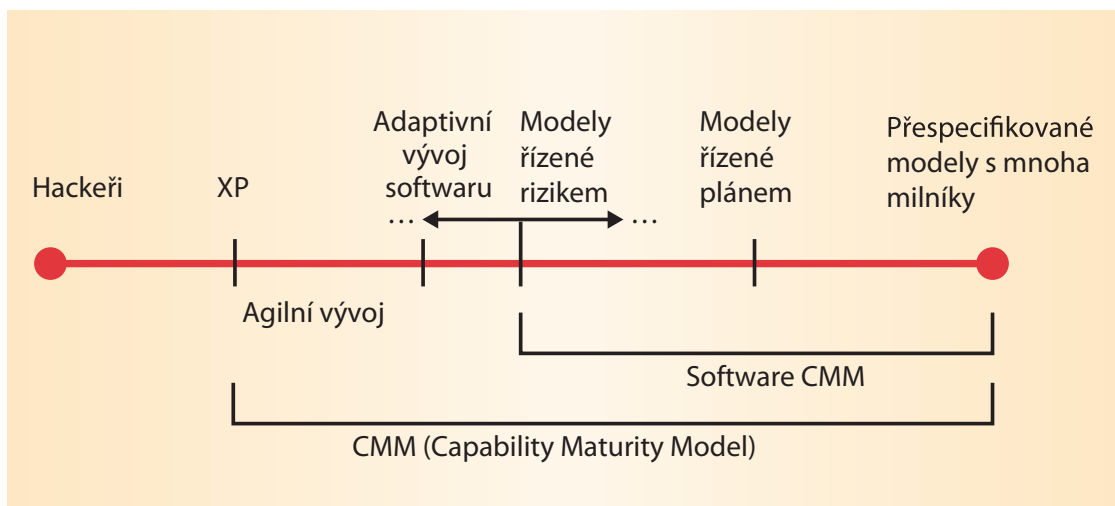 Hackeři
XP
Adaptivní
vývoj
softwaru
Modely
řízené
rizikem
Modely
řízené
plánem
Přespecifikované
modely s mnoha
milníky
... ...
Agilní vývoj
Software CMM
CMM (Capability Maturity Model)